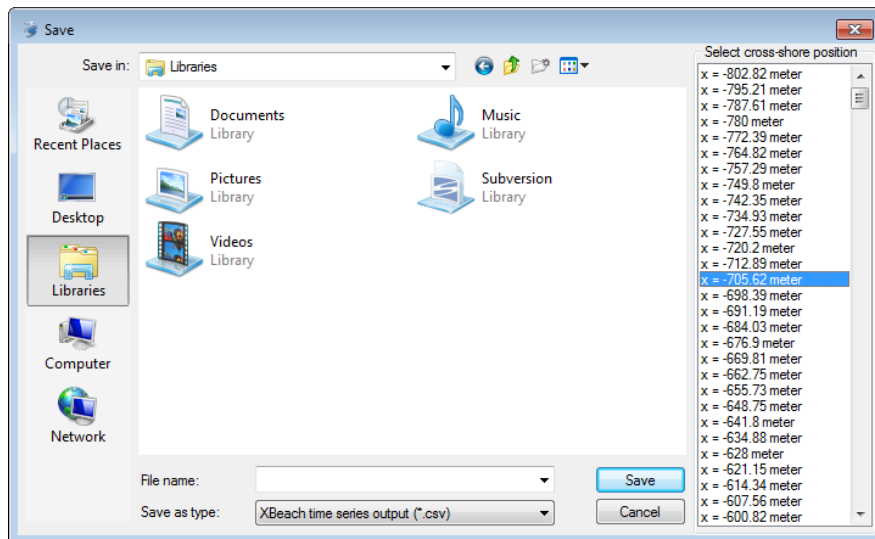 Save
Save in:
Libraries
Recent Places
Desktop
Libraries
Computer
Network
Documents
Library
Music
Library
Pictures
Library
Subversion
Library
Videos
Library
File name:
Save
Save as type:
XBeach time series output (*.csv)
Cancel
Select cross-shore position
x = -802.82 meter
x = -795.21 meter
x = -787.61 meter
x = -780 meter
x = -772.39 meter
x = -764.82 meter
x = -757.29 meter
x = -749.8 meter
x = -742.35 meter
x = -734.93 meter
x = -727.55 meter
x = -720.2 meter
x = -712.89 meter
x = -705.62 meter
x = -698.39 meter
x = -691.19 meter
x = -684.03 meter
x = -676.9 meter
x = -669.81 meter
x = -662.75 meter
x = -655.73 meter
x = -648.75 meter
x = -641.8 meter
x = -634.88 meter
x = -628 meter
x = -621.15 meter
x = -614.34 meter
x = -607.56 meter
x = -600.82 meter